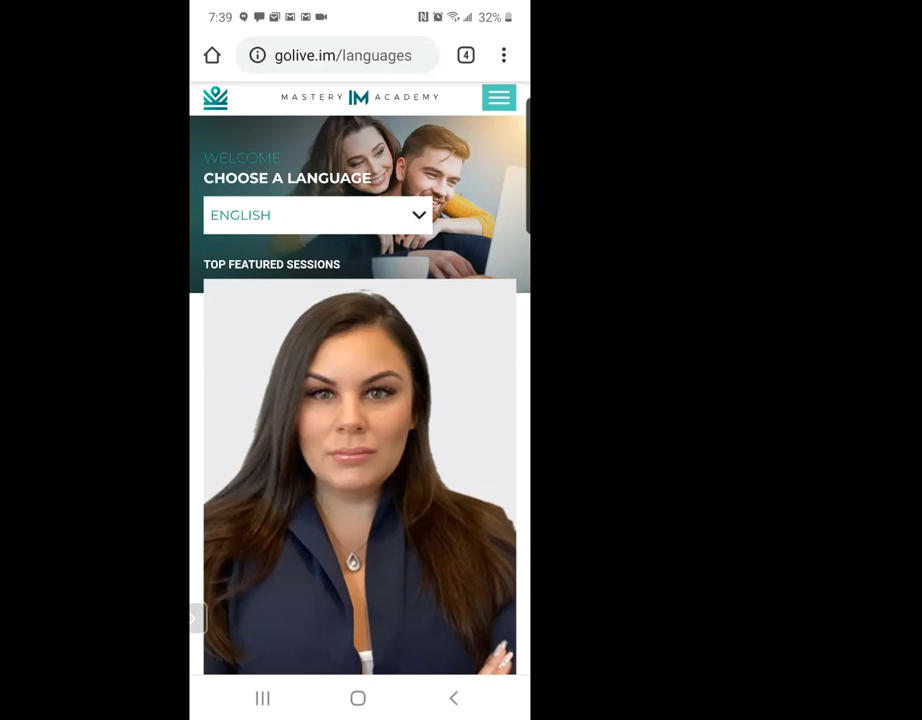 7:39
32%
golive.im/languages
4
MASTERY IM ACADEMY
WELCOME
CHOOSE A LANGUAGE
ENGLISH
TOP FEATURED SESSIONS